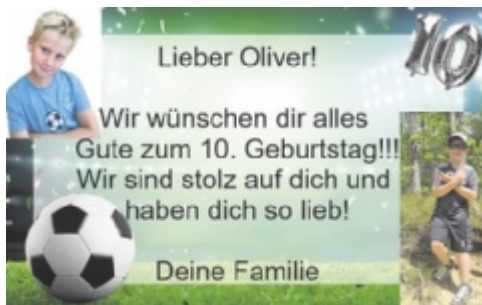 Lieber Oliver!
Wir wünschen dir alles
Gute zum 10. Geburtstag!!!
Wir sind stolz auf dich und
haben dich so lieb!
Deine Familie
10